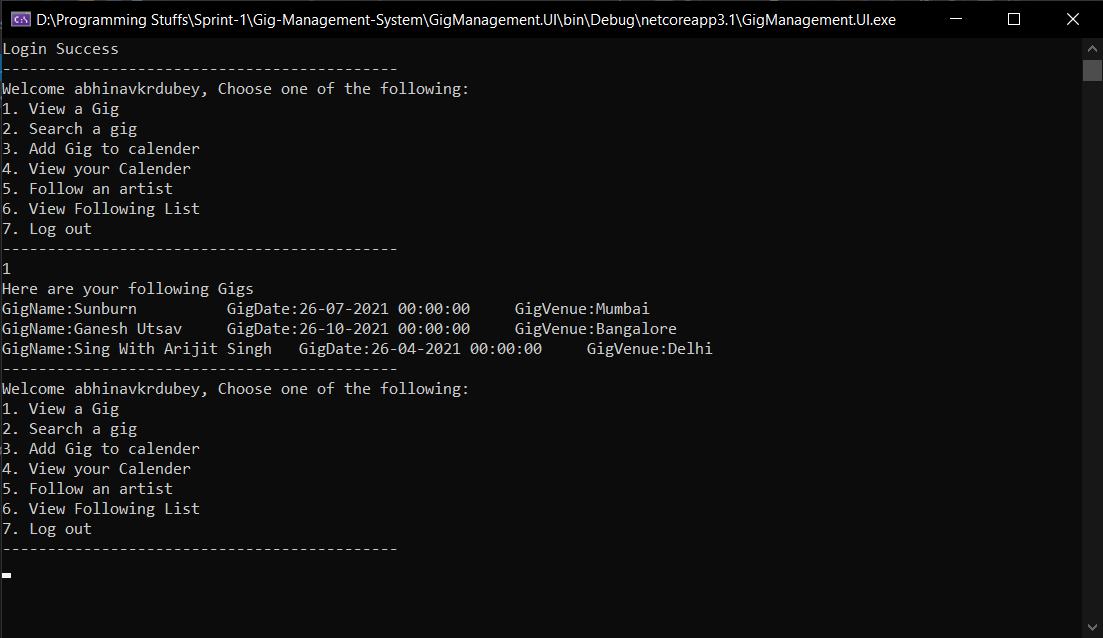 D:\Programming Stuffs\Sprint-1\Gig-Management-System\GigManagement.UI\bin\Debug\netcoreapp3.1\GigManagement.UI.exe
Login Success
--------------------------------------------
Welcome abhinavkrdubey, Choose one of the following:
1. View a Gig
2. Search a gig
3. Add Gig to calender
4. View your Calender
5. Follow an artist
6. View Following List
7. Log out
--------------------------------------------
1
Here are your following Gigs
GigName:Sunburn          GigDate:26-07-2021 00:00:00     GigVenue:Mumbai
GigName:Ganesh Utsav     GigDate:26-10-2021 00:00:00     GigVenue:Bangalore
GigName:Sing With Arijit Singh   GigDate:26-04-2021 00:00:00     GigVenue:Delhi
--------------------------------------------
Welcome abhinavkrdubey, Choose one of the following:
1. View a Gig
2. Search a gig
3. Add Gig to calender
4. View your Calender
5. Follow an artist
6. View Following List
7. Log out
--------------------------------------------